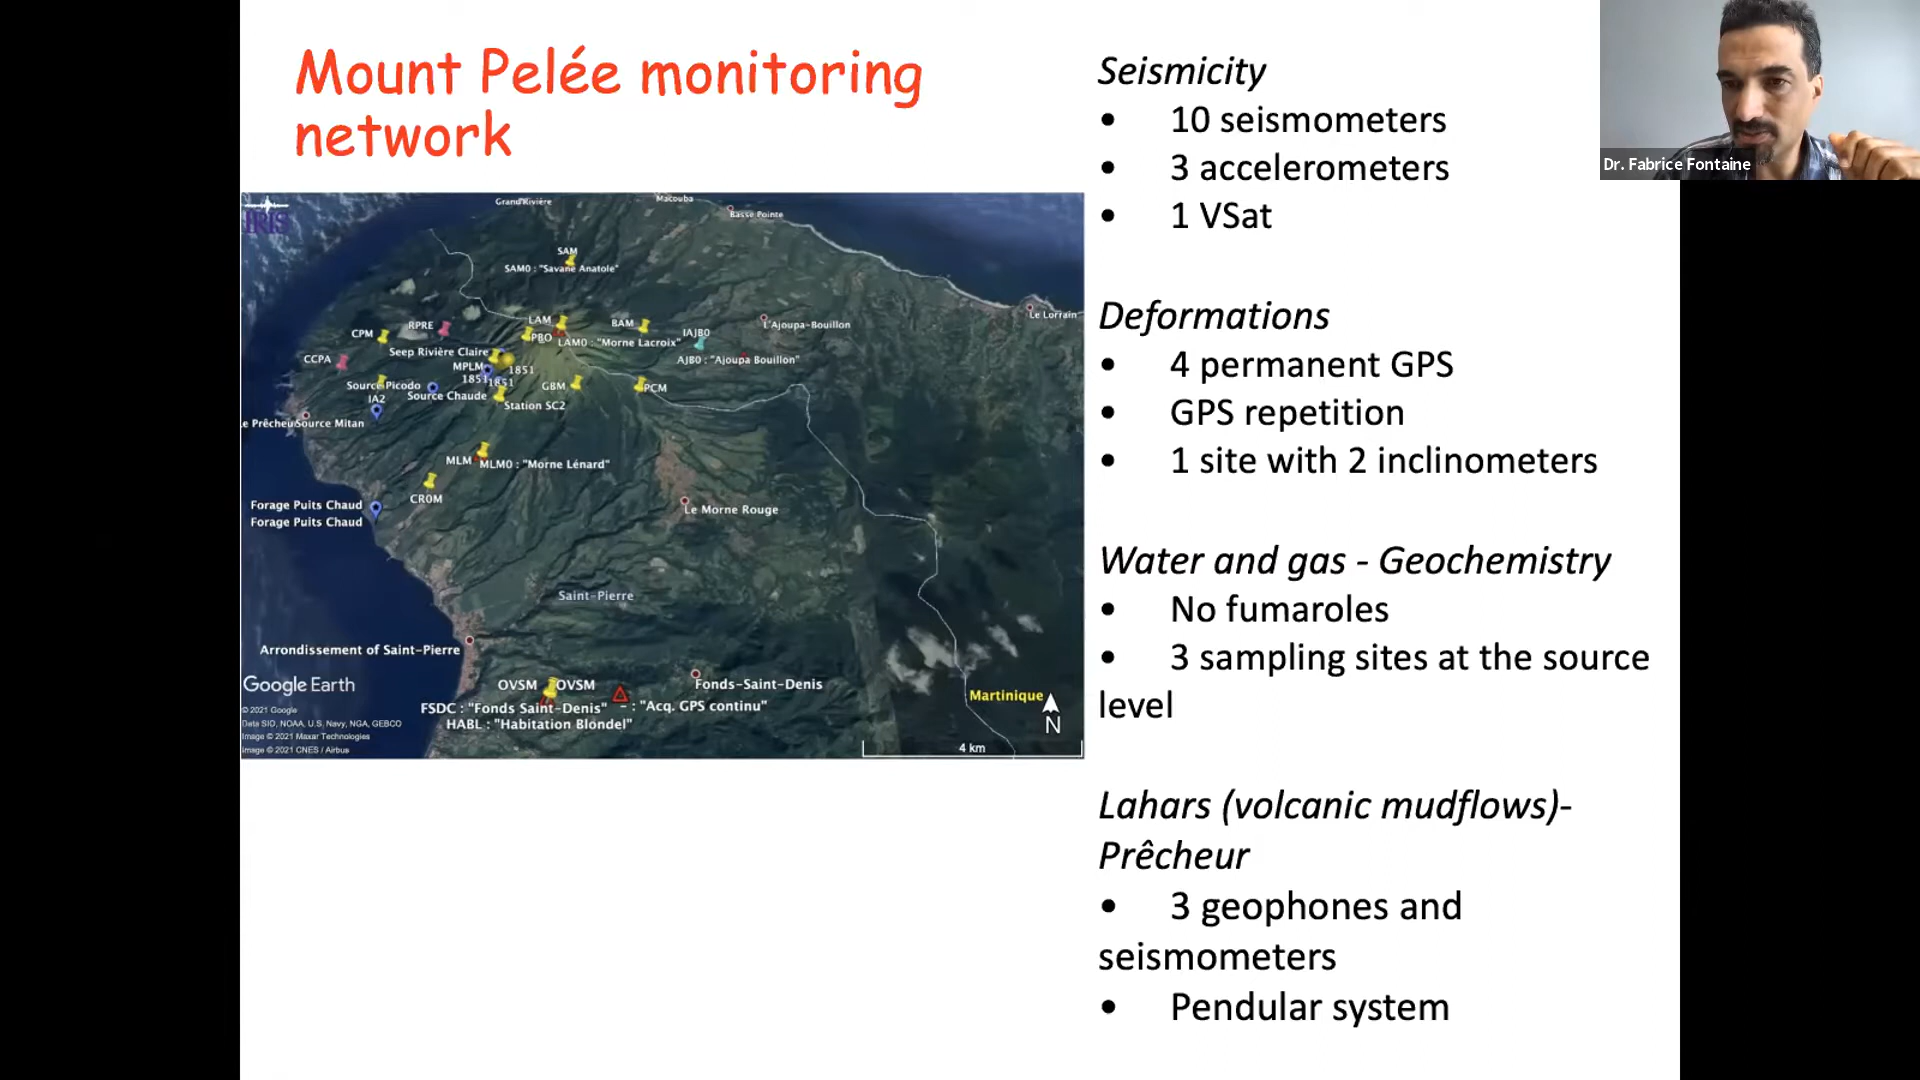 Mount Pelée monitoring
network
Seismicity
• 10 seismometers
• 3 accelerometers
• 1 VSat
Deformations
• 4 permanent GPS
• GPS repetition
• 1 site with 2 inclinometers
Water and gas - Geochemistry
• No fumaroles
• 3 sampling sites at the source
level
Lahars (volcanic mudflows)-
Prêcheur
• 3 geophones and
seismometers
• Pendular system
Dr. Fabrice Fontaine
IRIS
Grand'Rivière
Macouba
Basse Pointe
SAM
SAM0 : "Savane Anatole"
Le Lorrain
CPM
RPRE
LAM
BAM
IAJB0
L'Ajoupa-Bouillon
PBO
LAM0 : "Morne Lacroix"
CCPA
Seep Rivière Claire
AJB0 : "Ajoupa Bouillon"
MPLM
1851
1851
1851
Source Picodo
GBM
PCM
IA2
Source Chaude
Station SC2
e Prêcheu
Source Mitan
MLM
MLM0 : "Morne Lénard"
CR0M
Forage Puits Chaud
Forage Puits Chaud
Le Morne Rouge
Saint-Pierre
Arrondissement of Saint-Pierre
Google Earth
OVSM
OVSM
Fonds-Saint-Denis
Martinique
FSDC : "Fonds Saint-Denis"
- : "Acq. GPS continu"
HABL : "Habitation Blondel"
N
4 km
© 2021 Google
Data SIO, NOAA, U.S. Navy, NGA, GEBCO
Image © 2021 Maxar Technologies
Image © 2021 CNES / Airbus